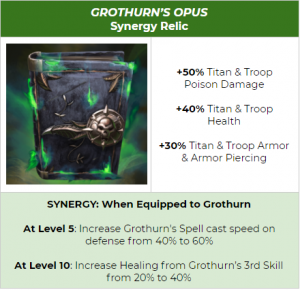 GROTHURN'S OPUS
Synergy Relic
+50% Titan & Troop
Poison Damage
+40% Titan & Troop
Health
+30% Titan & Troop Armor
& Armor Piercing
SYNERGY: When Equipped to Grothurn
At Level 5: Increase Grothurn's Spell cast speed on
defense from 40% to 60%
At Level 10: Increase Healing from Grothurn's 3rd Skill
from 20% to 40%